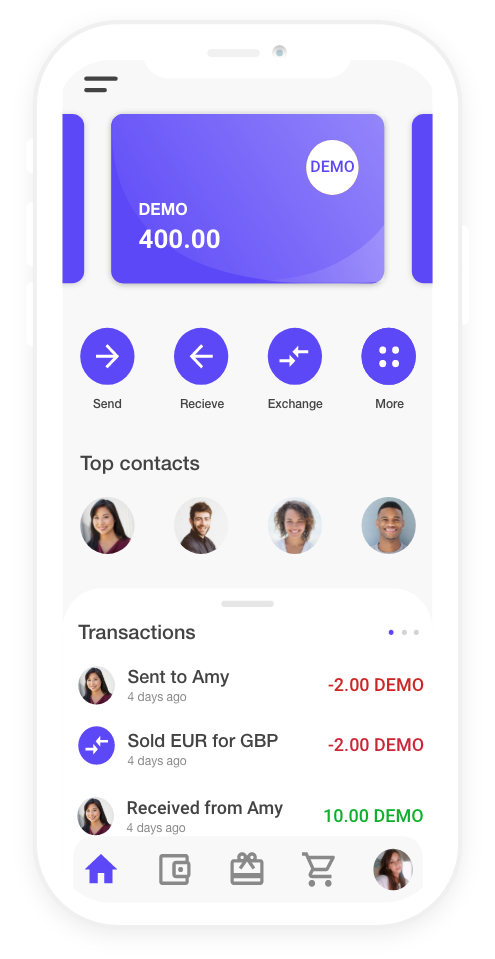 DEMO
DEMO
400.00
Send
Recieve
Exchange
More
Top contacts
Transactions
Sent to Amy
-2.00 DEMO
4 days ago
Sold EUR for GBP
-2.00 DEMO
4 days ago
Received from Amy
10.00 DEMO
4 days ago